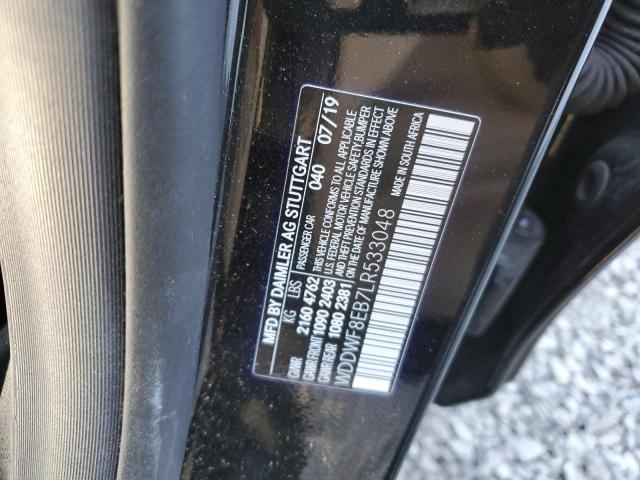 MFD BY DAIMLER AG STUTTGART
PASSENGER CAR 040 07/19
KG LBS
GVWR 2160 4762
GAWR FRONT 1090 2403
GAWR REAR 1080 2381
THIS VEHICLE CONFORMS TO ALL APPLICABLE
U.S. FEDERAL MOTOR VEHICLE SAFETY, BUMPER
AND THEFT PREVENTION STANDARDS IN EFFECT
ON THE DATE OF MANUFACTURE SHOWN ABOVE
WDDWF8EB7LR533048
MADE IN SOUTH AFRICA